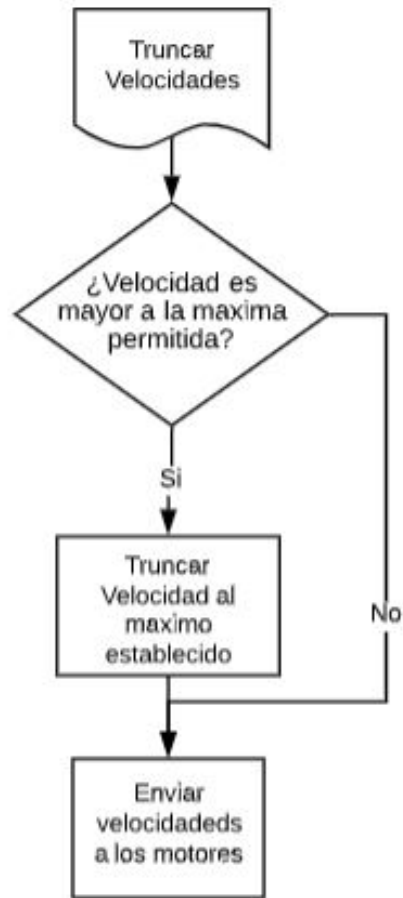 Truncar
Velocidades
¿Velocidad es
mayor a la maxima
permitida?
Si
Truncar
Velocidad al
maximo
establecido
No
Enviar
velocidadeds
a los motores